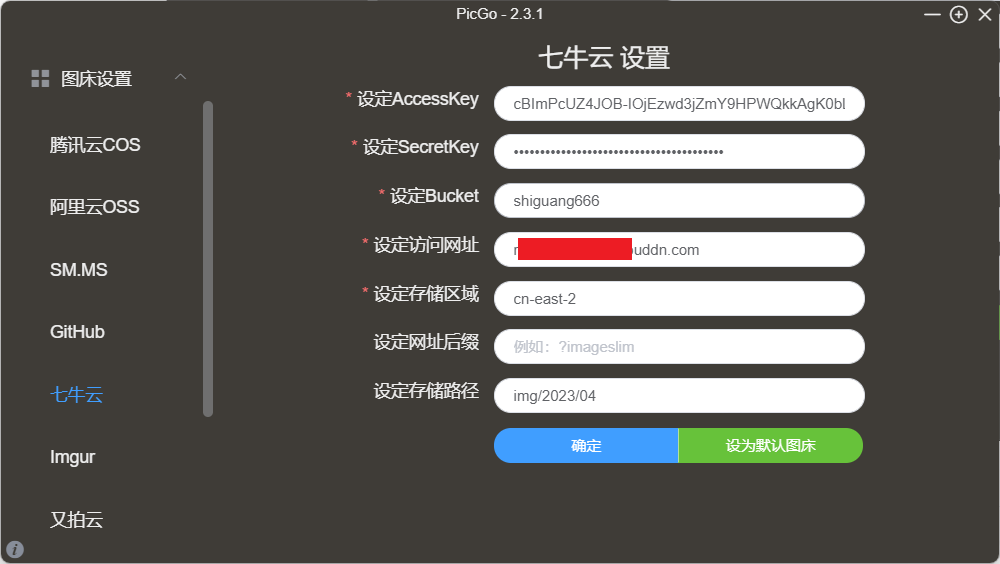 PicGo - 2.3.1
图床设置
腾讯云COS
阿里云OSS
SM.MS
GitHub
七牛云
Imgur
又拍云
七牛云 设置
* 设定AccessKey
cBImPcUZ4JOB-IOjEzwd3jZmY9HPWQkkAgK0bl
* 设定SecretKey
* 设定Bucket
shiguang666
* 设定访问网址
uddn.com
* 设定存储区域
cn-east-2
设定网址后缀
例如：?imageslim
设定存储路径
img/2023/04
确定
设为默认图床